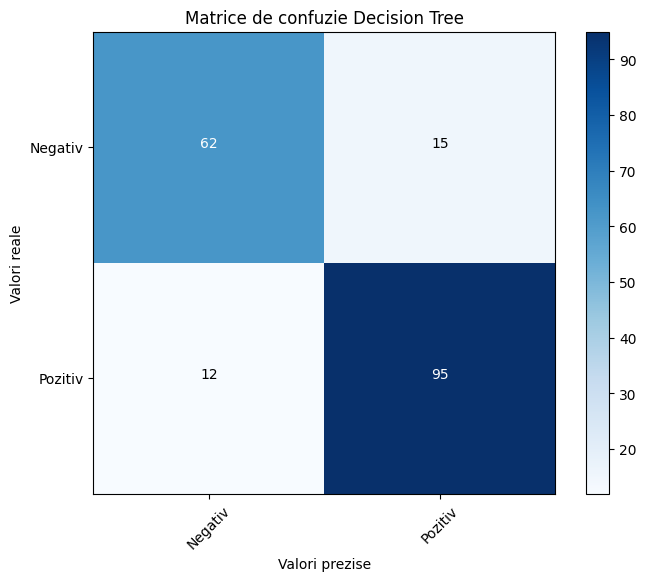 Matrice de confuzie Decision Tree
Valori reale
Negativ
Pozitiv
62
15
12
95
Negativ
Pozitiv
Valori prezise
90
80
70
60
50
40
30
20